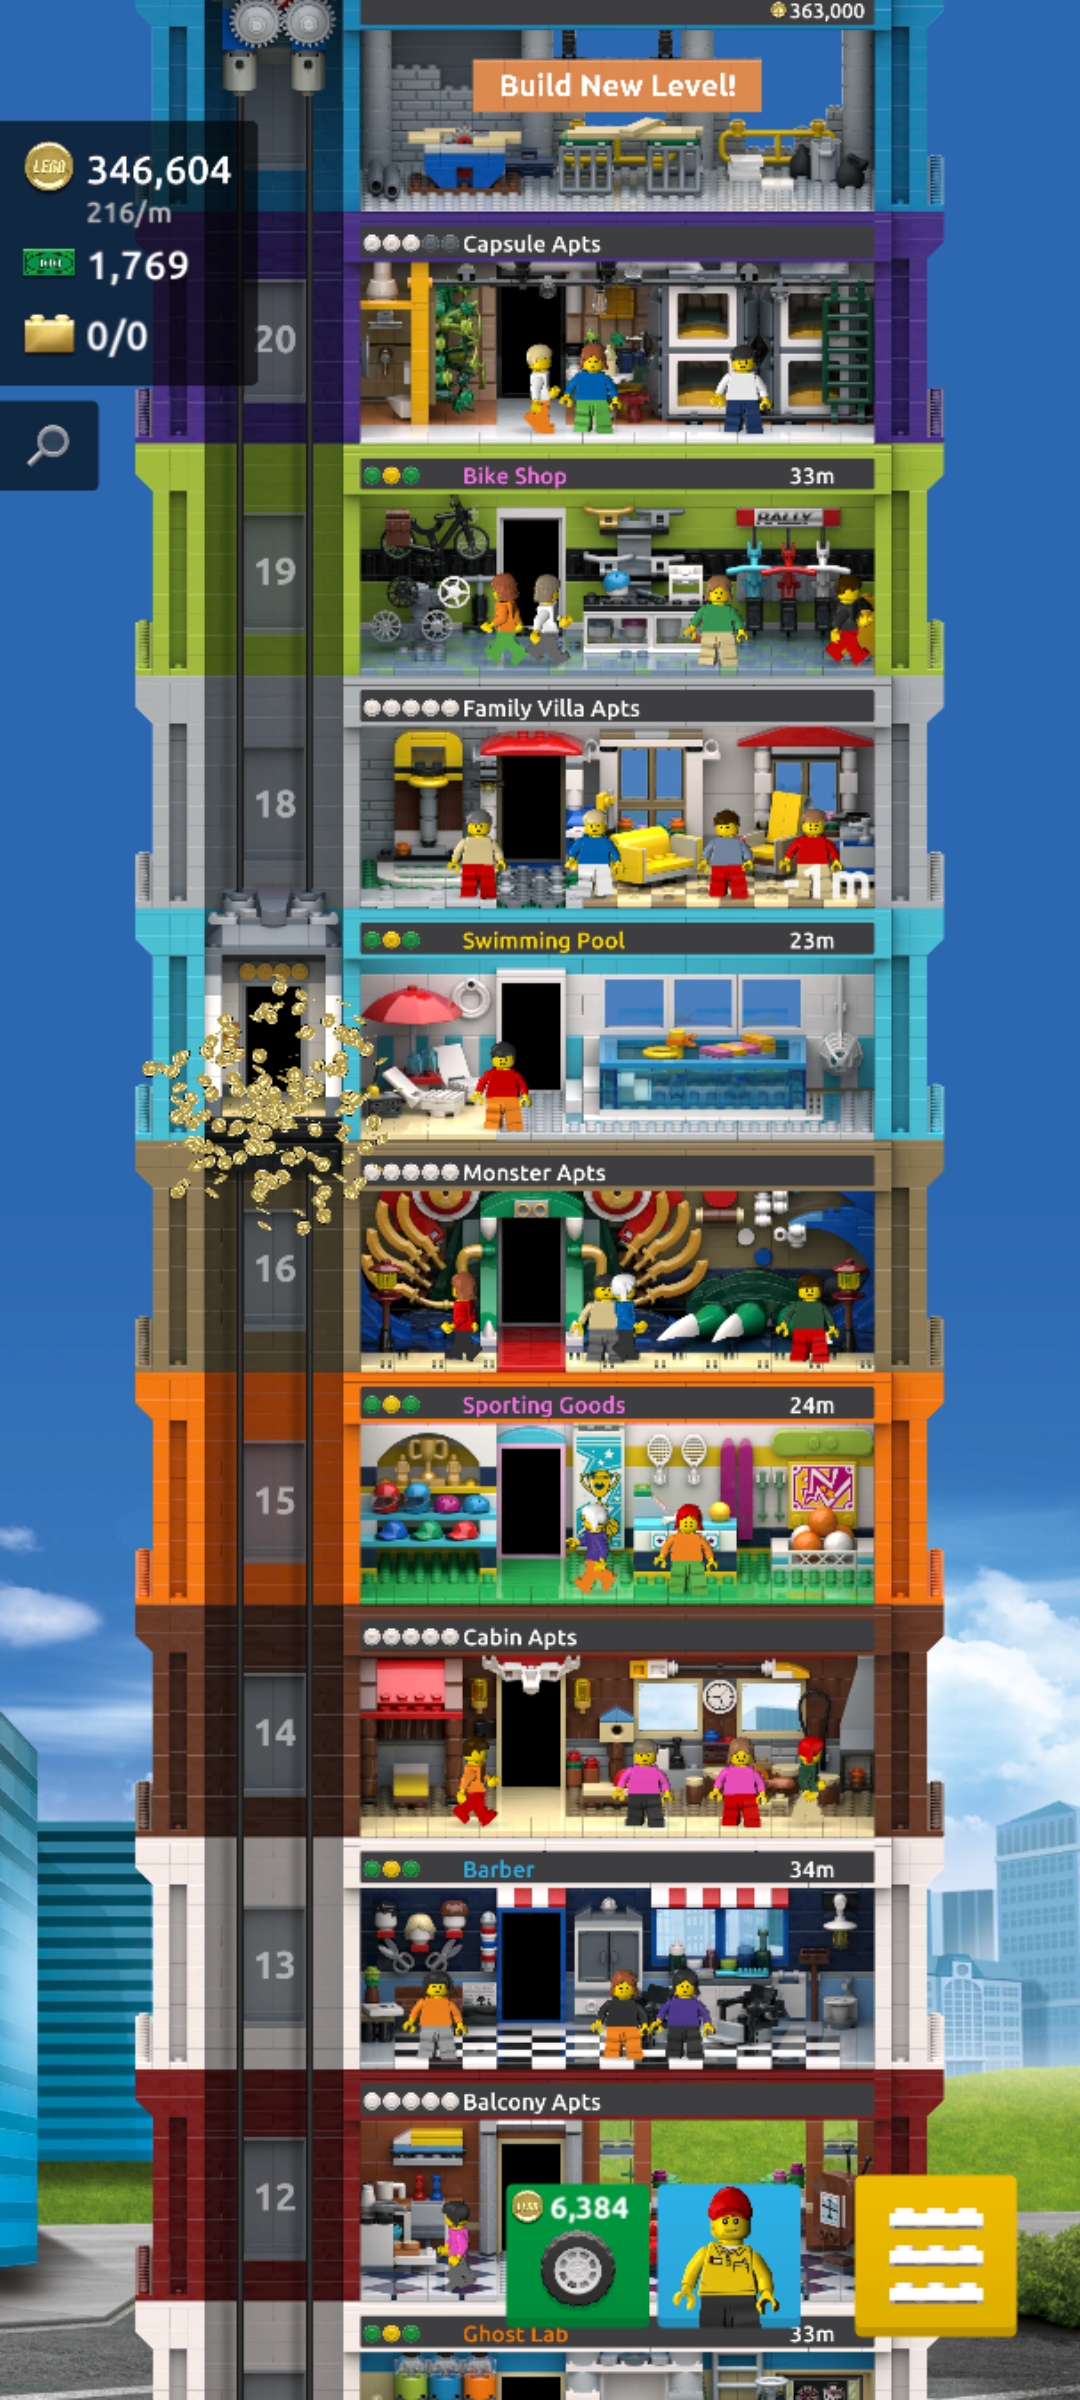 363,000
Build New Level!
LEGO 346,604
216/m
1,769
0/0
Capsule Apts
20
Bike Shop 33m
RALLY
19
Family Villa Apts
18
-1m
Swimming Pool 23m
Monster Apts
16
Sporting Goods 24m
15
Cabin Apts
14
Barber 34m
13
Balcony Apts
12
6,384
Ghost Lab 33m